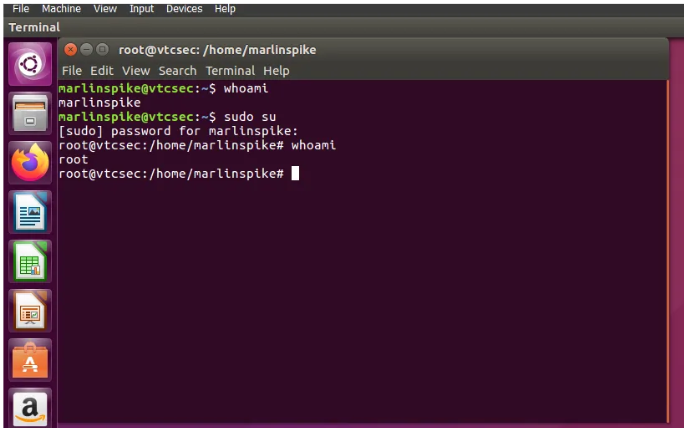 File Machine View Input Devices Help
Terminal
root@vtcsec: /home/marlinspike
File Edit View Search Terminal Help
marlinspike@vtcsec:~$ whoami
marlinspike
marlinspike@vtcsec:~$ sudo su
[sudo] password for marlinspike:
root@vtcsec:/home/marlinspike# whoami
root
root@vtcsec:/home/marlinspike#
A
a